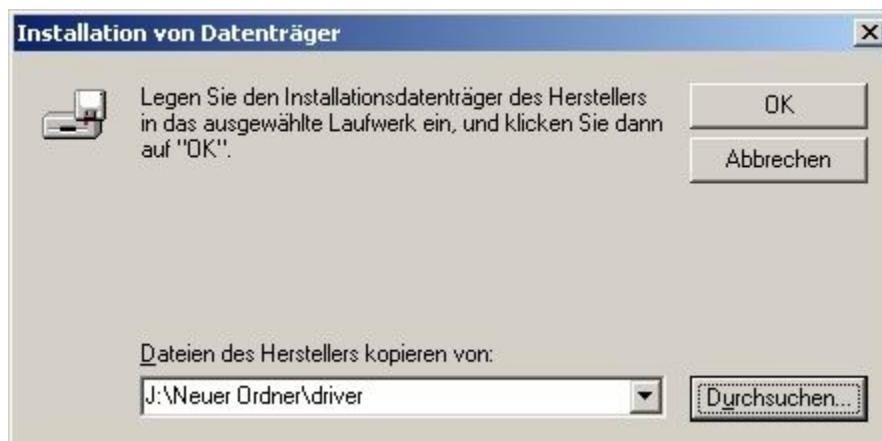 Installation von Datenträger
Legen Sie den Installationsdatenträger des Herstellers
in das ausgewählte Laufwerk ein, und klicken Sie dann
auf "OK".
OK
Abbrechen
Dateien des Herstellers kopieren von:
J:\Neuer Ordner\driver
Durchsuchen...